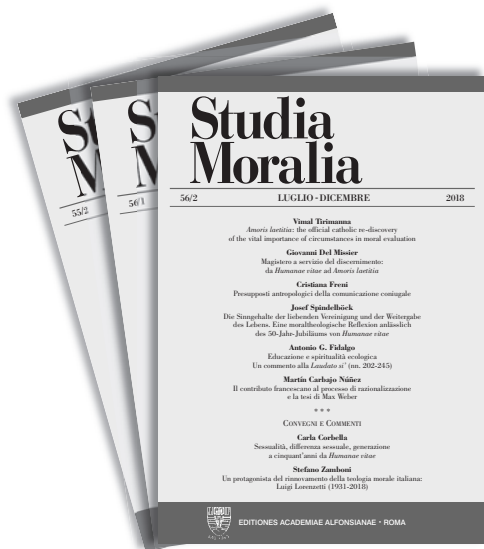 55/2
56/1
Studia
Moralia
56/2 LUGLIO - DICEMBRE 2018
Vimal Tirimanna
Amoris laetitia: the official catholic re-discovery
of the vital importance of circumstances in moral evaluation
Giovanni Del Missier
Magistero a servizio del discernimento:
da Humanae vitae ad Amoris laetitia
Cristiana Freni
Presupposti antropologici della comunicazione coniugale
Josef Spindelböck
Die Sinngehalte der liebenden Vereinigung und der Weitergabe
des Lebens. Eine moraltheologische Reflexion anlässlich
des 50-Jahr-Jubiläums von Humanae vitae
Antonio G. Fidalgo
Educazione e spiritualità ecologica
Un commento alla Laudato si' (nn. 202-245)
Martín Carbajo Núñez
Il contributo francescano al processo di razionalizzazione
e la tesi di Max Weber
* * *
CONVEGNI E COMMENTI
Carla Corbella
Sessualità, differenza sessuale, generazione
a cinquant'anni da Humanae vitae
Stefano Zamboni
Un protagonista del rinnovamento della teologia morale italiana:
Luigi Lorenzetti (1931-2018)
EDITIONES ACADEMIAE ALFONSIANAE • ROMA